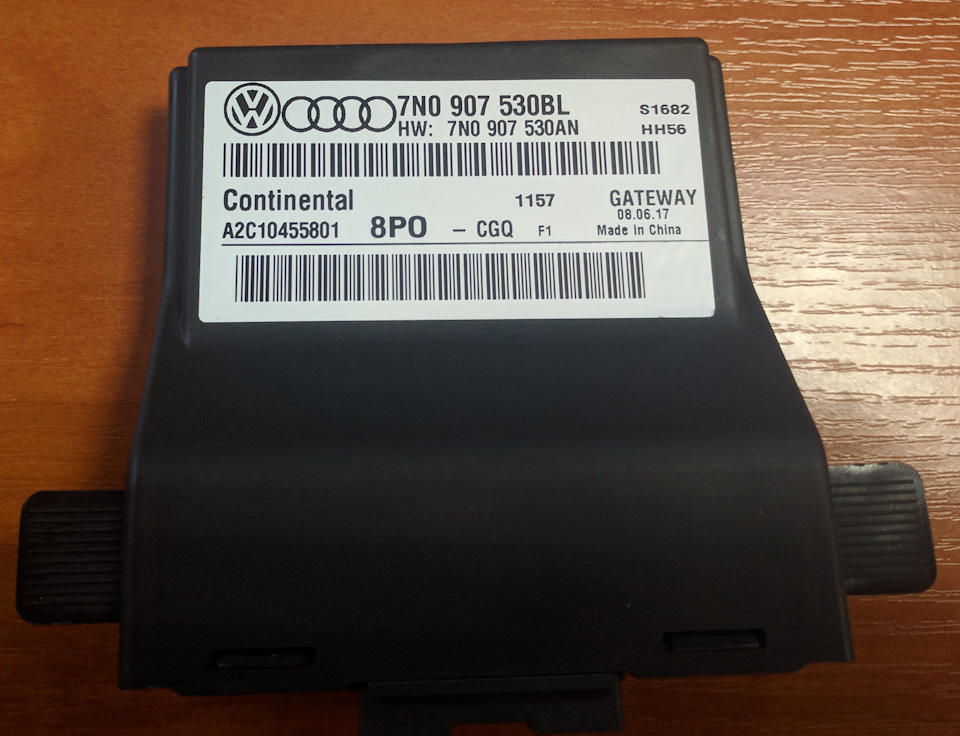 7N0 907 530BL S1682
HW: 7N0 907 530AN HH56
Continental 1157 GATEWAY
08.06.17
A2C10455801 8P0 - CGQ F1 Made in China